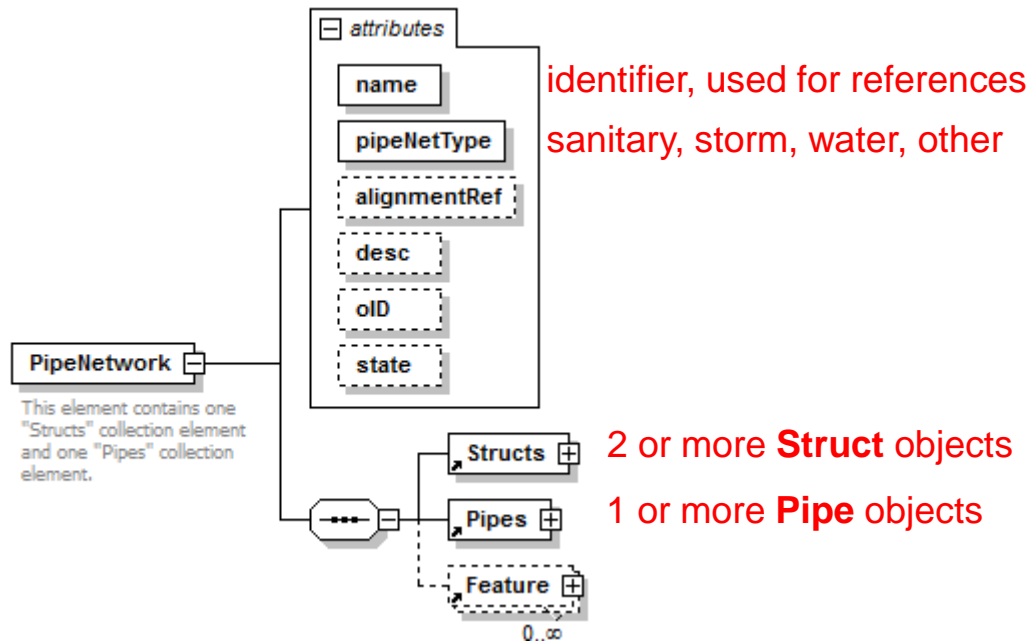 attributes
name
identifier, used for references
pipeNetType
sanitary, storm, water, other
alignmentRef
desc
oID
state
PipeNetwork
This element contains one
"Structs" collection element
and one "Pipes" collection
element.
Structs
2 or more Struct objects
Pipes
1 or more Pipe objects
Feature
0..∞